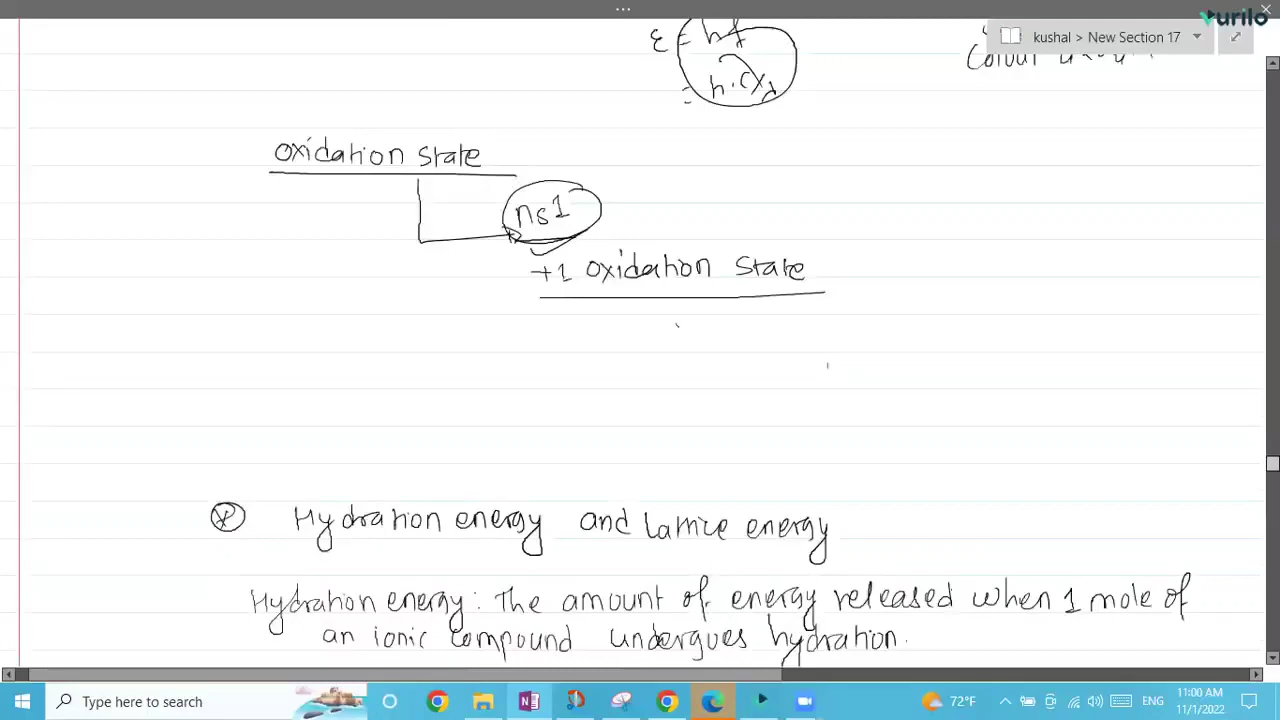 ...
yurilo
kushal > New Section 17
ε = hf
= h·c/λ
oxidation state
ns1
+1 oxidation state
Hydration energy and Lattice energy
Hydration energy: The amount of energy released when 1 mole of
an ionic compound undergoes hydration.
Type here to search
72°F
ENG
11:00 AM
11/1/2022